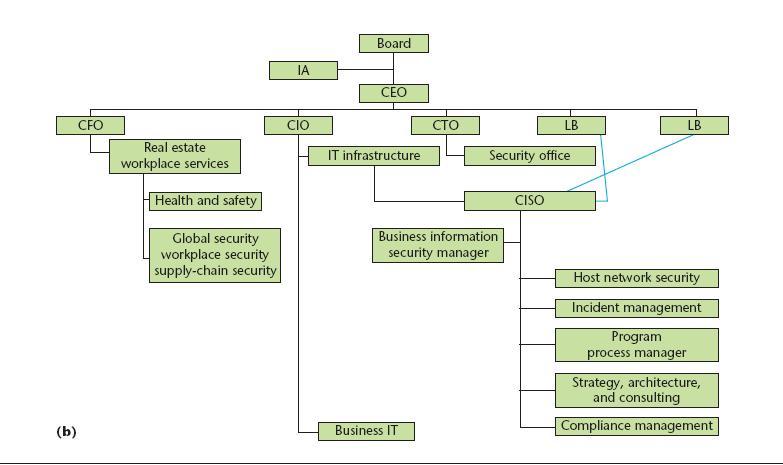 Board
IA
CEO
CFO
CIO
CTO
LB
LB
Real estate
workplace services
IT infrastructure
Security office
Health and safety
CISO
Global security
workplace security
supply-chain security
Business information
security manager
Host network security
Incident management
Program
process manager
Strategy, architecture,
and consulting
Compliance management
(b)
Business IT